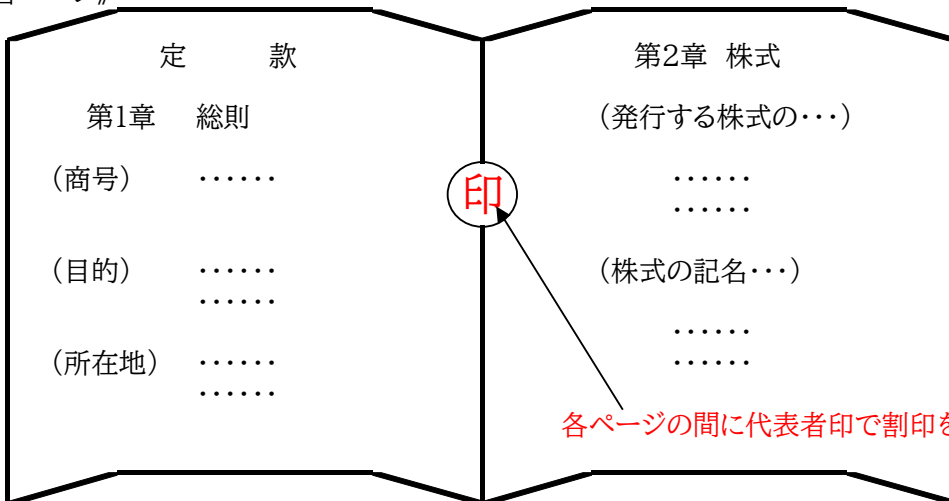 定　款
第1章　総則
（商号）　・・・・・・
（目的）　・・・・・・
・・・・・・
（所在地）　・・・・・・
・・・・・・
印
第2章 株式
（発行する株式の・・・）
・・・・・・
・・・・・・
（株式の記名・・・）
・・・・・・
・・・・・・
各ページの間に代表者印で割印を